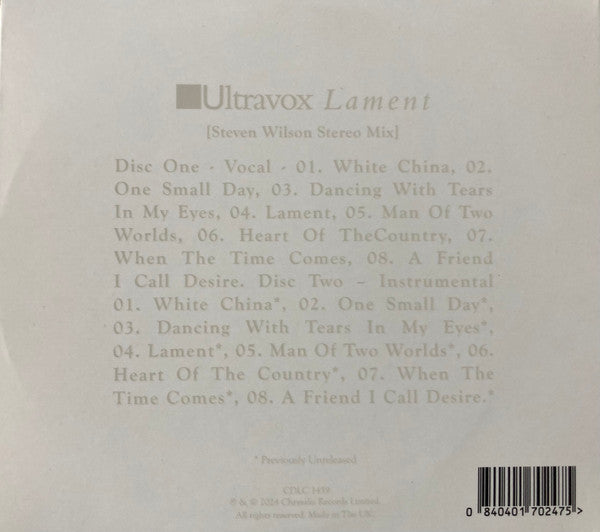 Ultravox Lament
[Steven Wilson Stereo Mix]
Disc One - Vocal - 01. White China, 02.
One Small Day, 03. Dancing With Tears
In My Eyes, 04. Lament, 05. Man Of Two
Worlds, 06. Heart Of TheCountry, 07.
When The Time Comes, 08. A Friend
I Call Desire. Disc Two – Instrumental
01. White China*, 02. One Small Day*,
03. Dancing With Tears In My Eyes*,
04. Lament*, 05. Man Of Two Worlds*, 06.
Heart Of The Country*, 07. When The
Time Comes*, 08. A Friend I Call Desire.*
* Previously Unreleased
CDLC 1459
℗ & © 2024 Chrysalis Records Limited.
All rights reserved. Made in The UK.
0 840401 702475 >